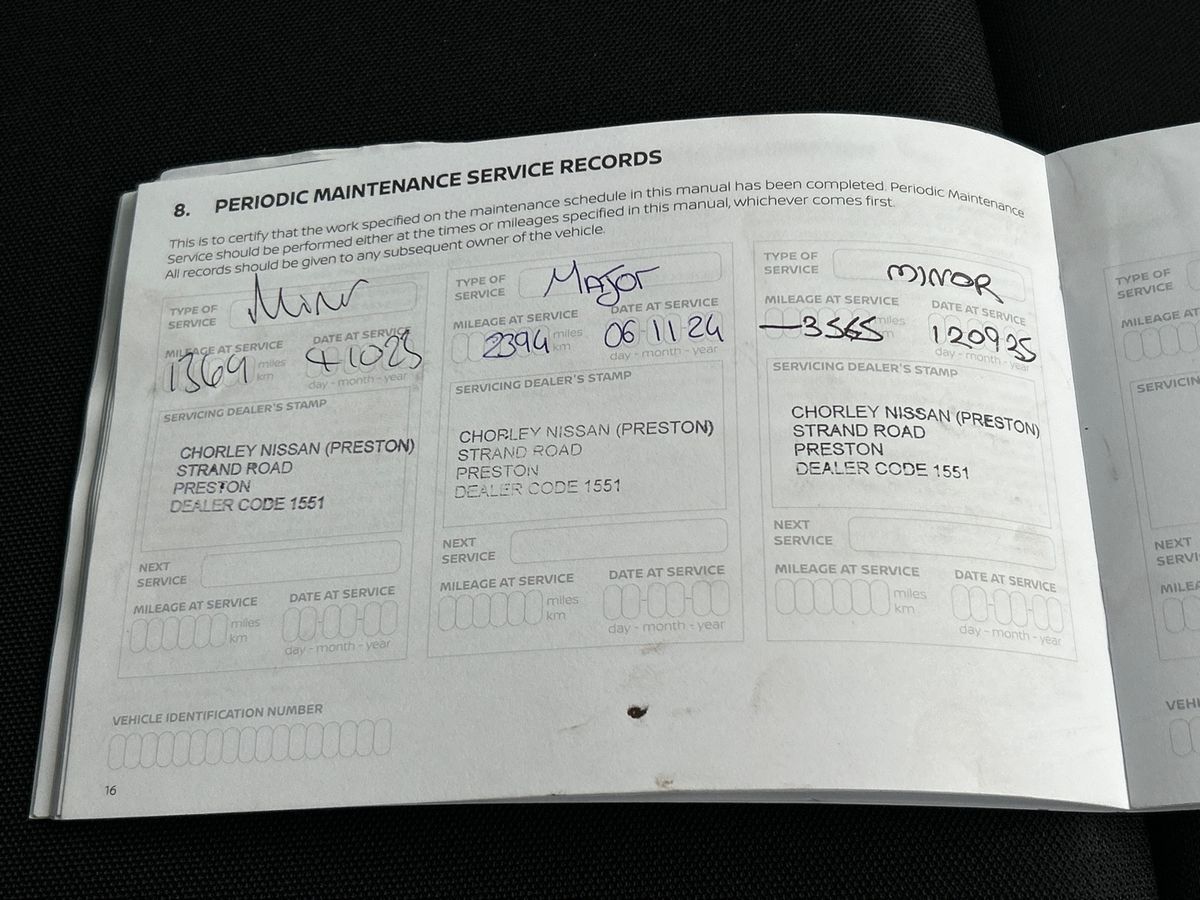 8. PERIODIC MAINTENANCE SERVICE RECORDS
This is to certify that the work specified on the maintenance schedule in this manual has been completed. Periodic Maintenance
Service should be performed either at the times or mileages specified in this manual, whichever comes first.
All records should be given to any subsequent owner of the vehicle.
TYPE OF
SERVICE
Minor
MILEAGE AT SERVICE
1369
miles
km
DATE AT SERVICE
41023
day - month - year
SERVICING DEALER'S STAMP
CHORLEY NISSAN (PRESTON)
STRAND ROAD
PRESTON
DEALER CODE 1551
NEXT
SERVICE
MILEAGE AT SERVICE
miles
km
DATE AT SERVICE
day - month - year
TYPE OF
SERVICE
MAJOr
MILEAGE AT SERVICE
2394
miles
km
DATE AT SERVICE
06-11-24
day - month - year
SERVICING DEALER'S STAMP
CHORLEY NISSAN (PRESTON)
STRAND ROAD
PRESTON
DEALER CODE 1551
NEXT
SERVICE
MILEAGE AT SERVICE
miles
km
DATE AT SERVICE
day - month - year
TYPE OF
SERVICE
MINOR
MILEAGE AT SERVICE
3565
miles
km
DATE AT SERVICE
120925
day - month - year
SERVICING DEALER'S STAMP
CHORLEY NISSAN (PRESTON)
STRAND ROAD
PRESTON
DEALER CODE 1551
NEXT
SERVICE
MILEAGE AT SERVICE
miles
km
DATE AT SERVICE
day - month - year
VEHICLE IDENTIFICATION NUMBER
16
TYPE OF
SERVICE
MILEAGE AT
NEXT